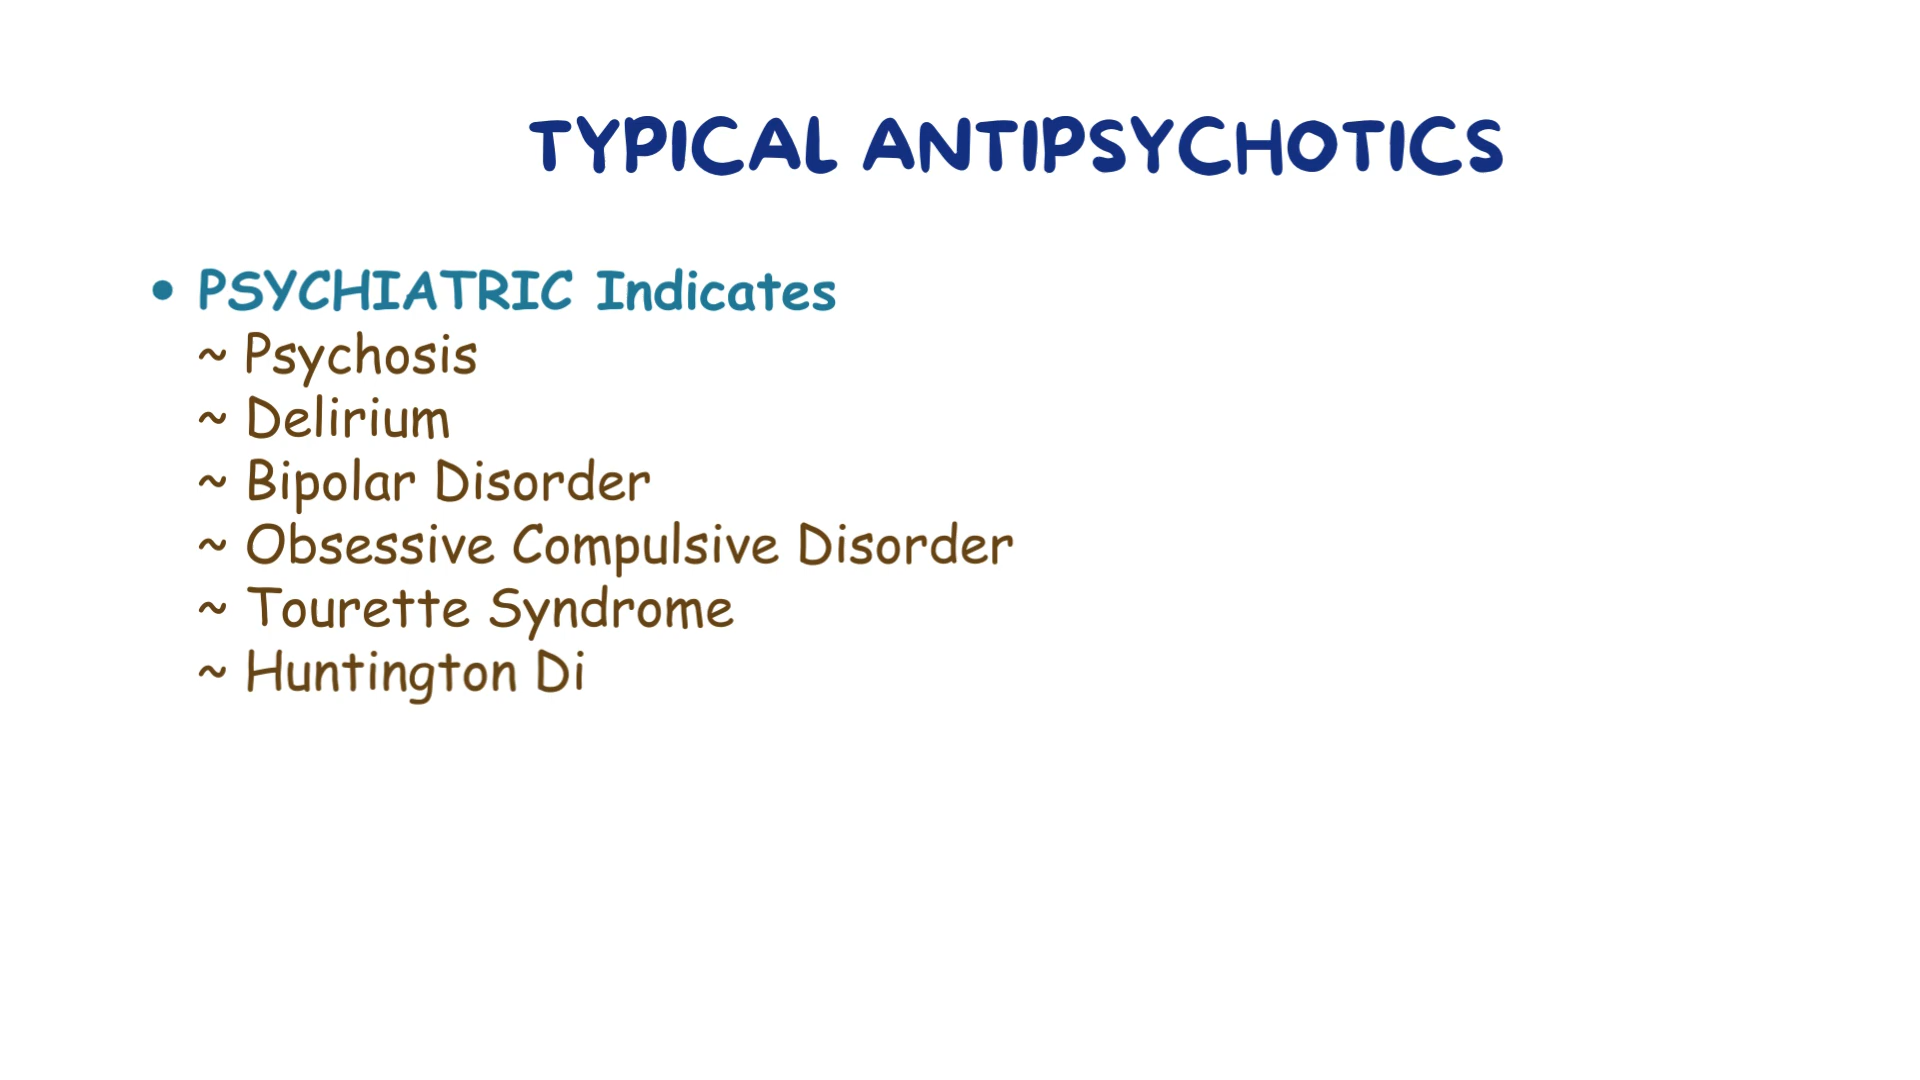 TYPICAL ANTIPSYCHOTICS
• PSYCHIATRIC Indicates
~ Psychosis
~ Delirium
~ Bipolar Disorder
~ Obsessive Compulsive Disorder
~ Tourette Syndrome
~ Huntington Di